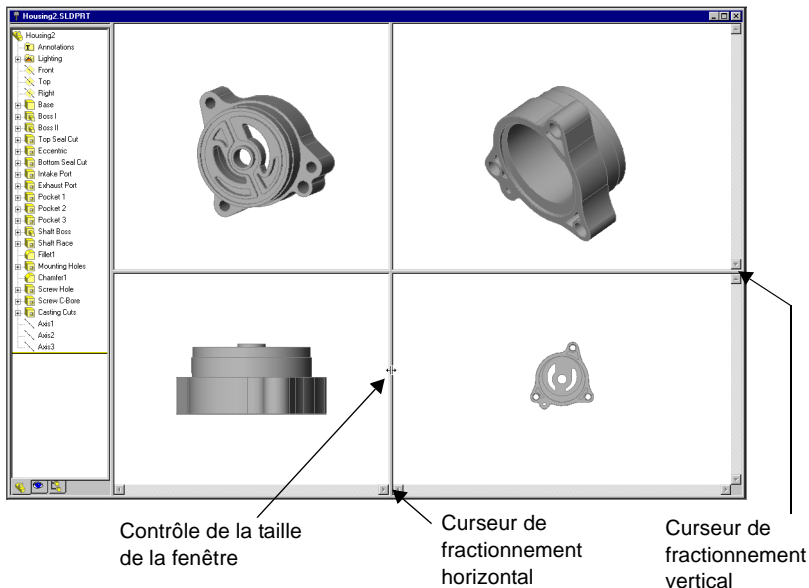 Housing2.SLDPRT
Housing2
Annotations
Lighting
Front
Top
Right
Base
Boss I
Boss II
Top Seal Cut
Eccentric
Bottom Seal Cut
Intake Port
Exhaust Port
Pocket 1
Pocket 2
Pocket 3
Shaft Boss
Shaft Race
Fillet1
Mounting Holes
Chamfer1
Screw Hole
Screw C-Bore
Casting Cuts
Axis1
Axis2
Axis3
Contrôle de la taille
de la fenêtre
Curseur de
fractionnement
horizontal
Curseur de
fractionnement
vertical